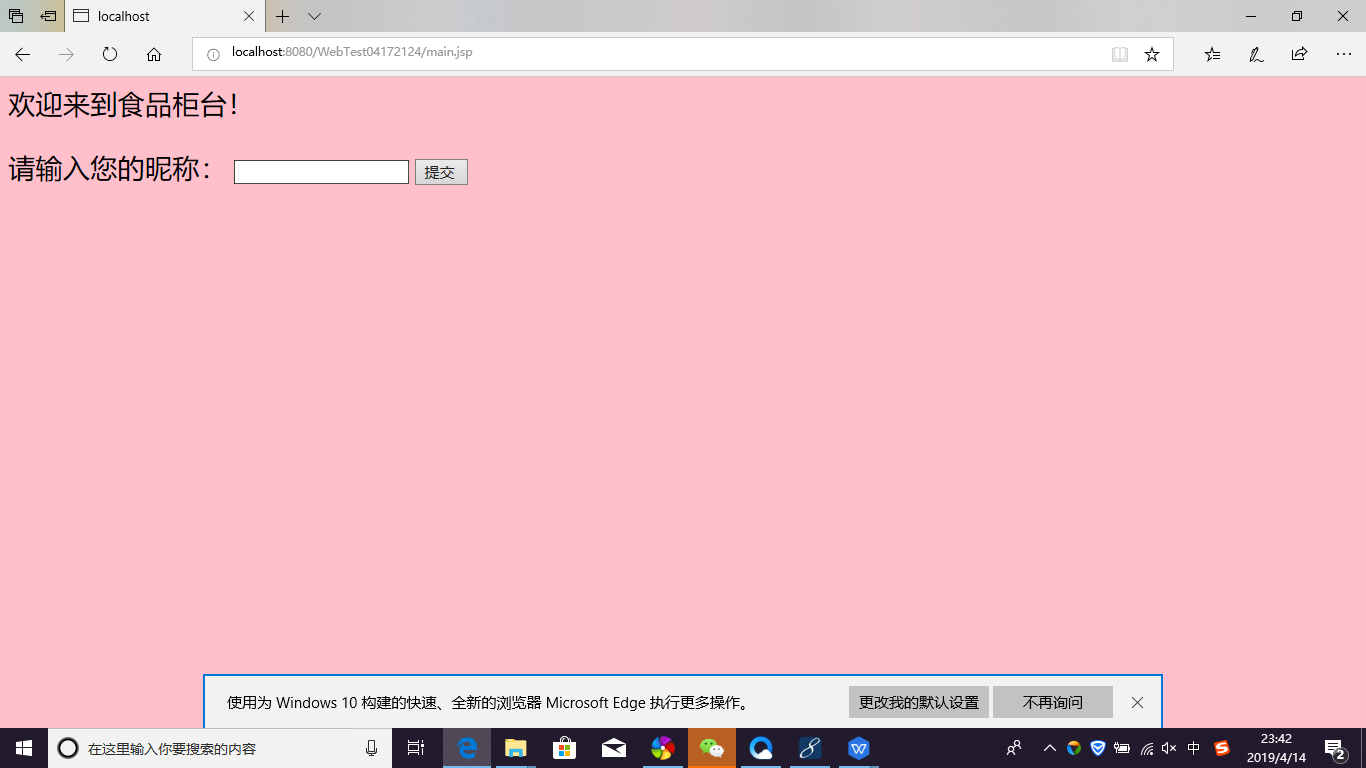 localhost
localhost:8080/WebTest04172124/main.jsp
欢迎来到食品柜台！
请输入您的昵称： 提交
使用为 Windows 10 构建的快速、全新的浏览器 Microsoft Edge 执行更多操作。 更改我的默认设置 不再询问
在这里输入你要搜索的内容 中 23:42
2019/4/14 2